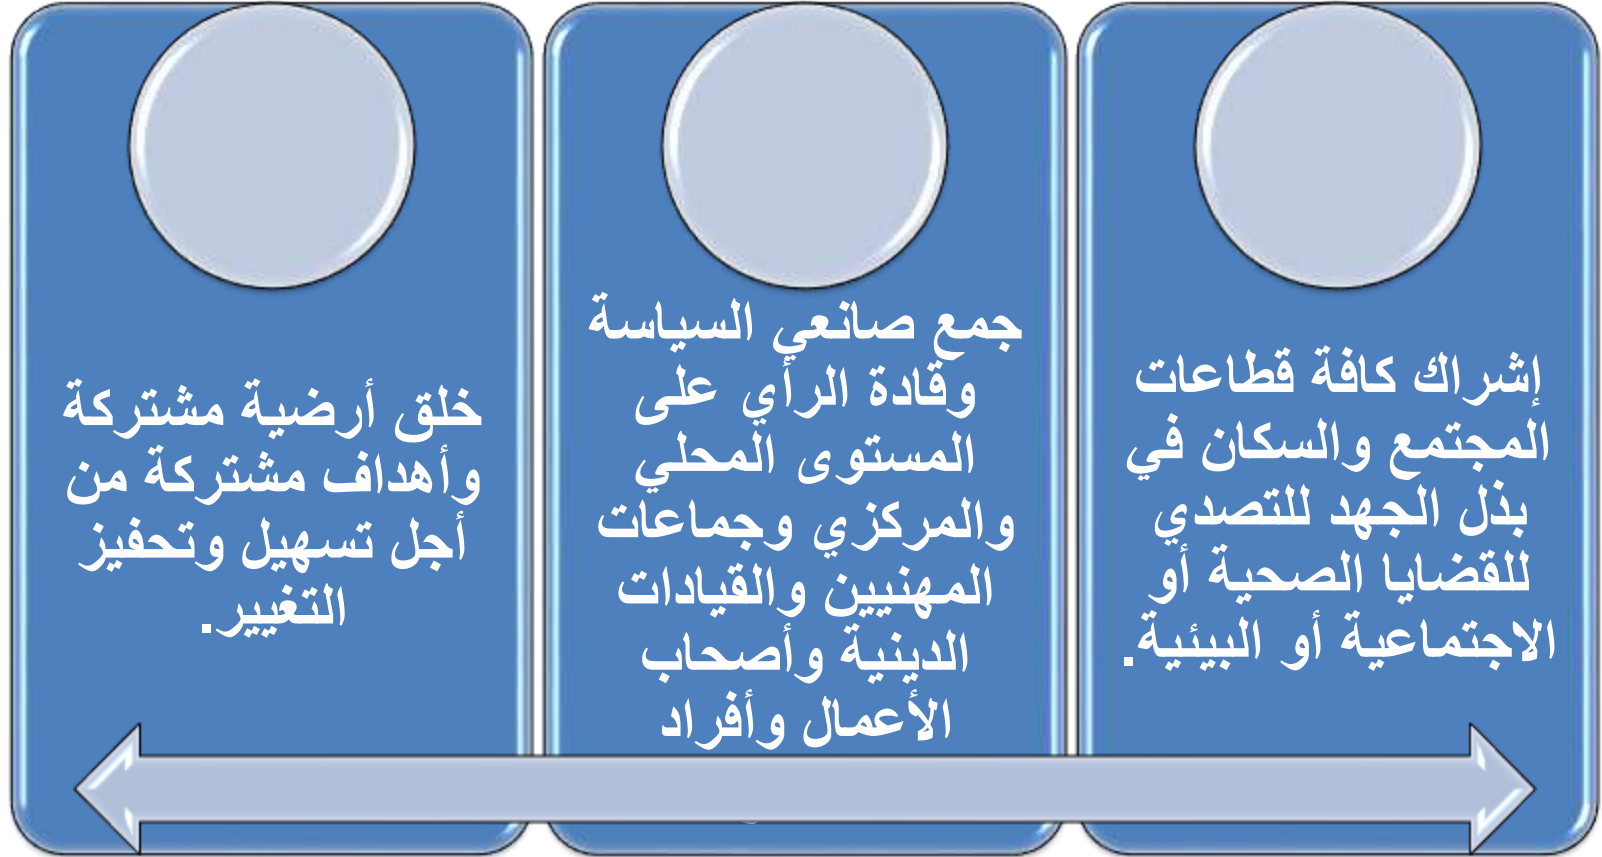 إشراك كافة قطاعات
المجتمع والسكان في
بذل الجهد للتصدي
للقضايا الصحية أو
الاجتماعية أو البيئية.
جمع صانعي السياسة
وقادة الرأي على
المستوى المحلي
والمركزي وجماعات
المهنيين والقيادات
الدينية وأصحاب
الأعمال وأفراد
خلق أرضية مشتركة
وأهداف مشتركة من
أجل تسهيل وتحفيز
التغيير.